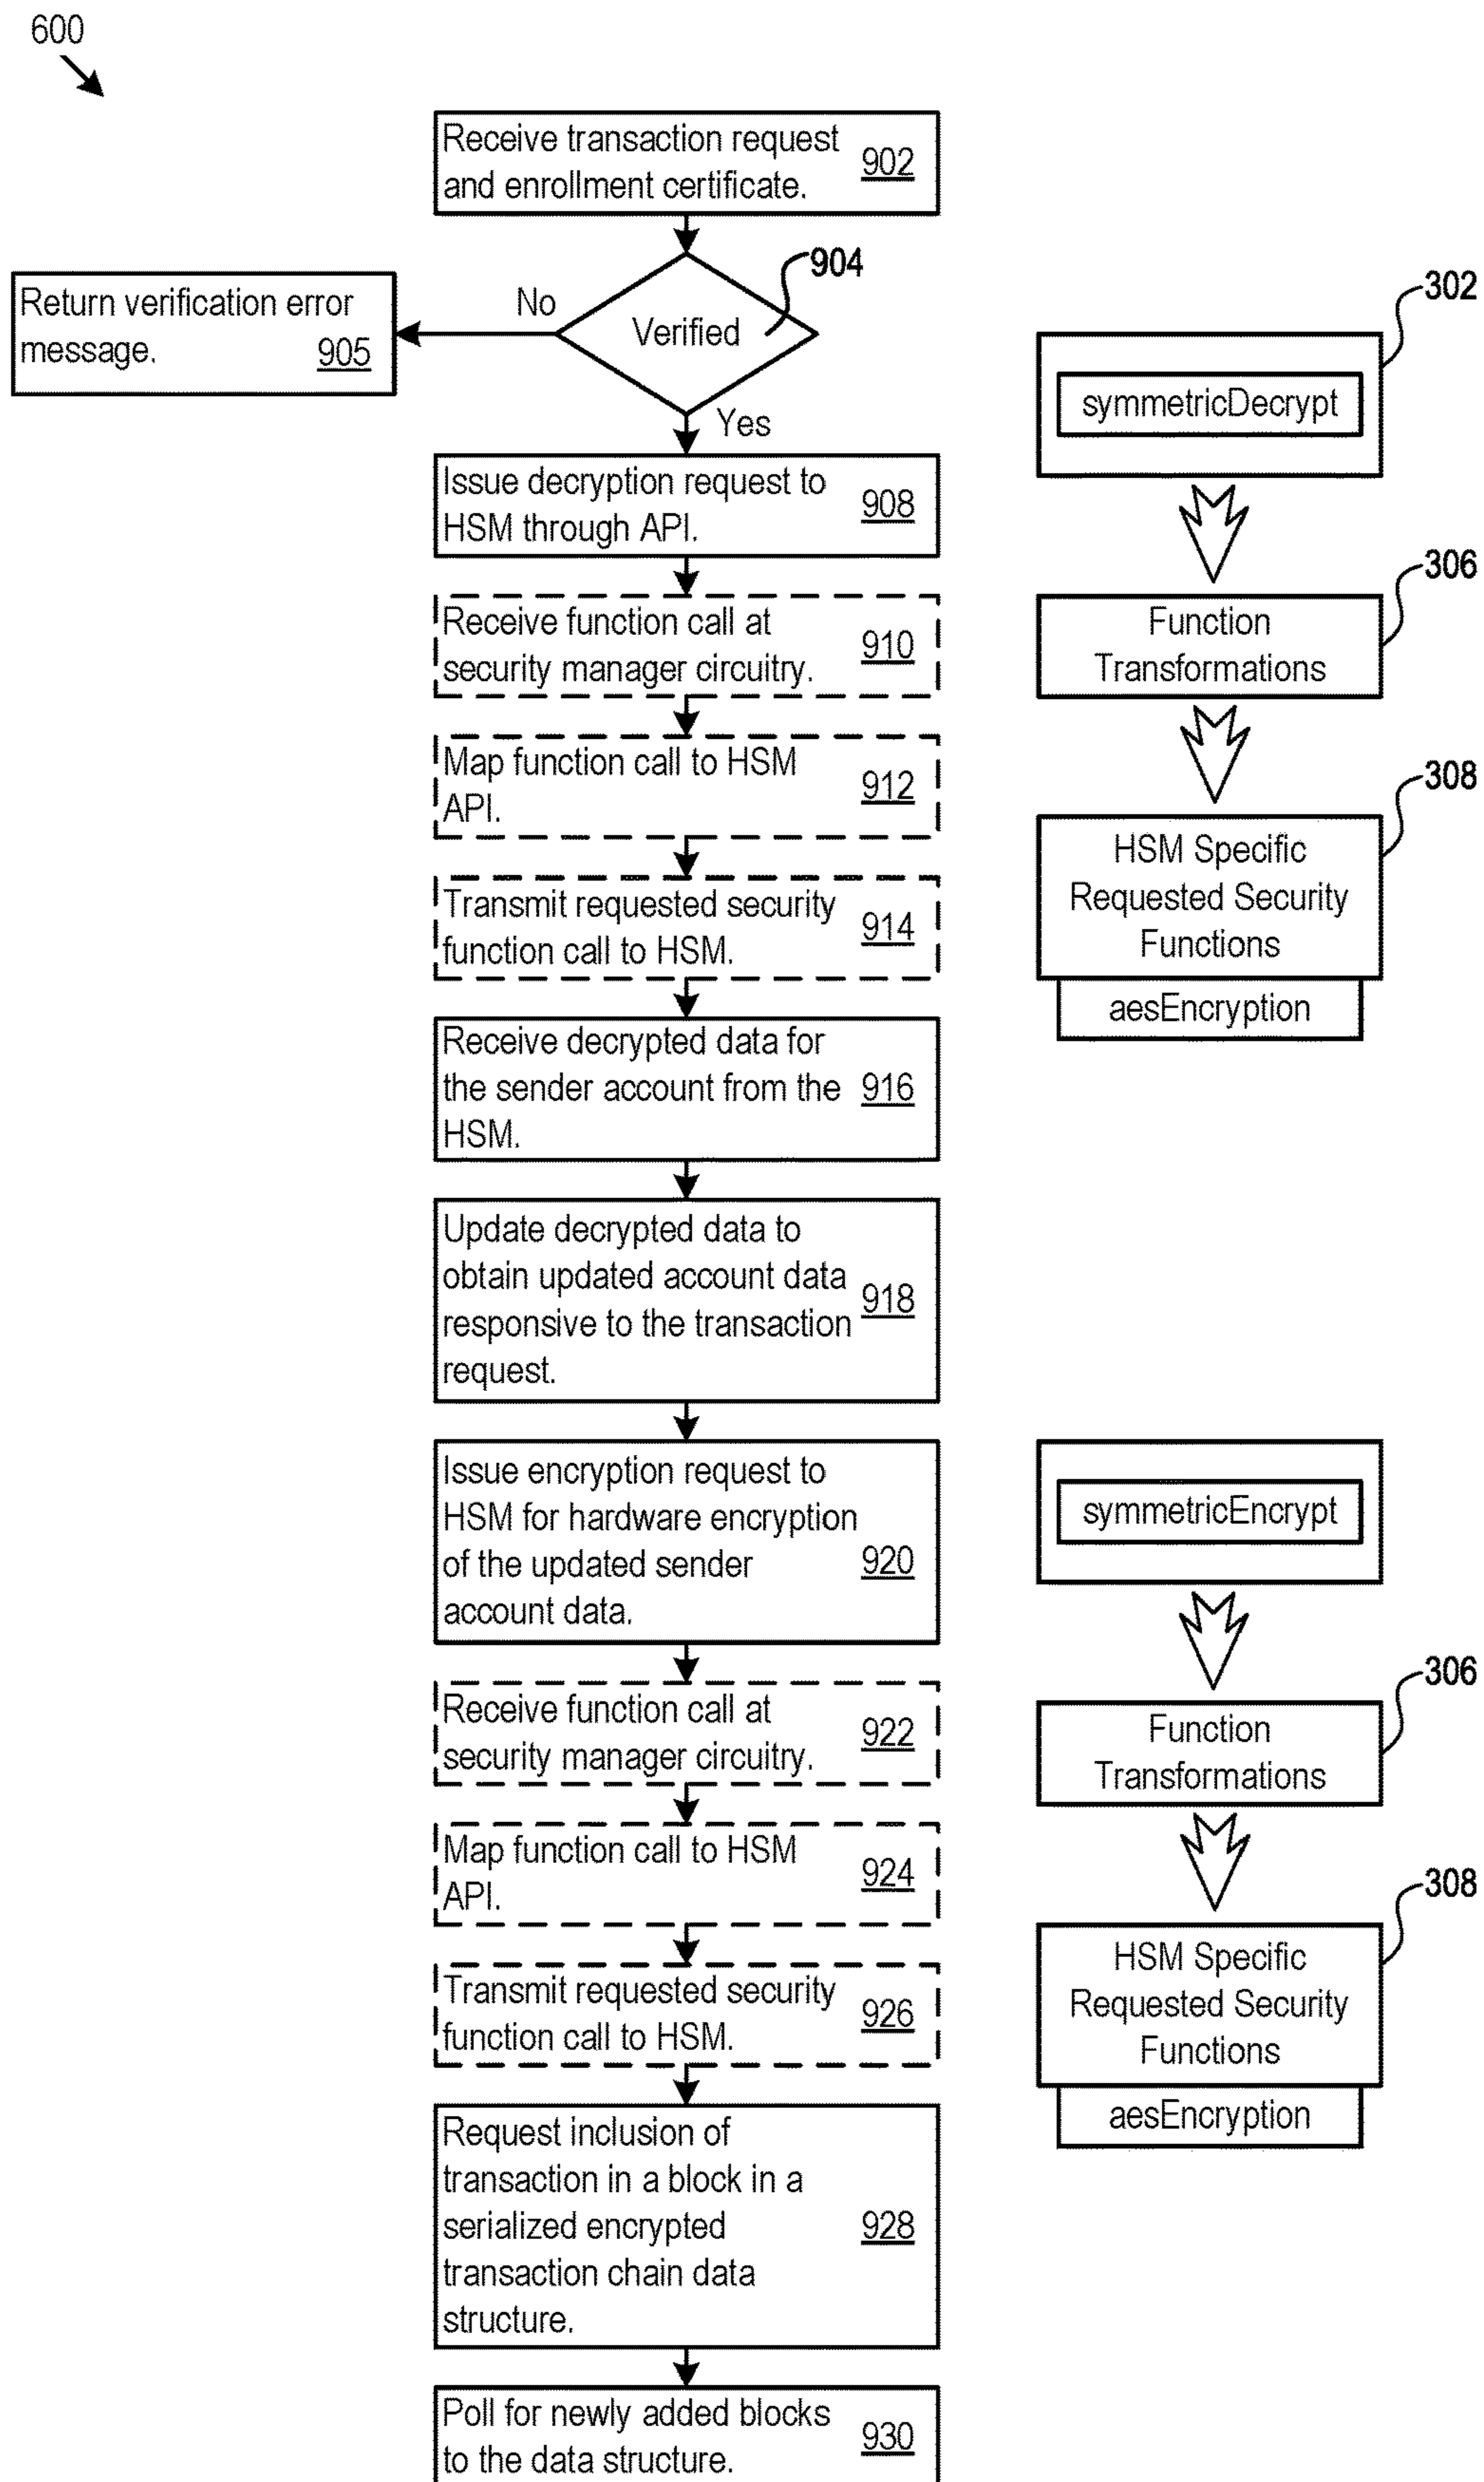 600
Receive transaction request
and enrollment certificate.
902
904
Verified
No
Return verification error
message.
905
Yes
Issue decryption request to
HSM through API.
908
Receive function call at
security manager circuitry.
910
Map function call to HSM
API.
912
Transmit requested security
function call to HSM.
914
Receive decrypted data for
the sender account from the
HSM.
916
Update decrypted data to
obtain updated account data
responsive to the transaction
request.
918
Issue encryption request to
HSM for hardware encryption
of the updated sender
account data.
920
Receive function call at
security manager circuitry.
922
Map function call to HSM
API.
924
Transmit requested security
function call to HSM.
926
Request inclusion of
transaction in a block in a
serialized encrypted
transaction chain data
structure.
928
Poll for newly added blocks
to the data structure.
930
302
symmetricDecrypt
306
Function
Transformations
308
HSM Specific
Requested Security
Functions
aesEncryption
symmetricEncrypt
306
Function
Transformations
308
HSM Specific
Requested Security
Functions
aesEncryption